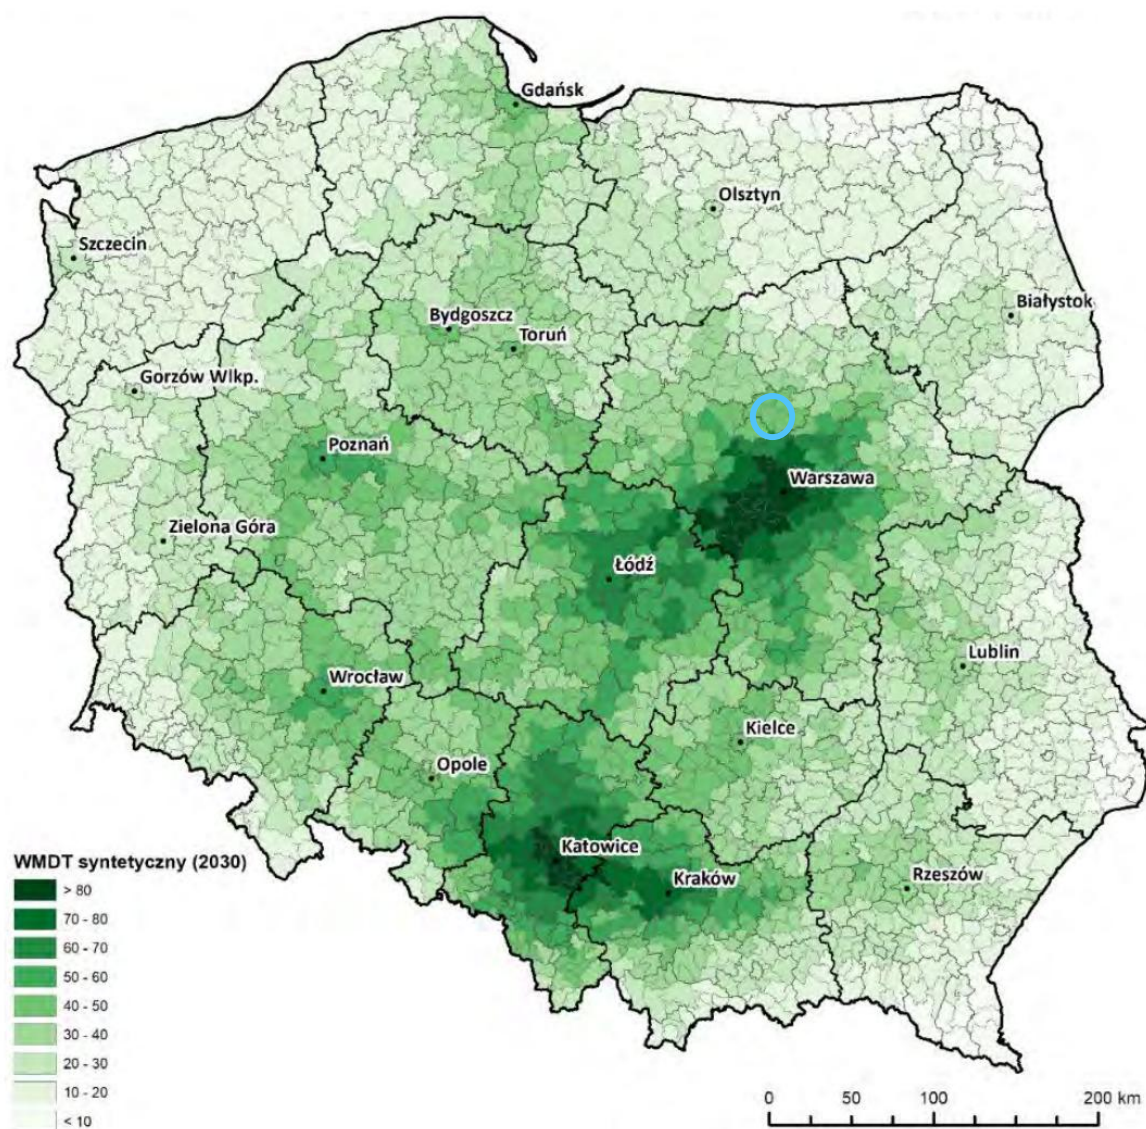 Gdańsk
Olsztyn
Szczecin
Białystok
Bydgoszcz
Toruń
Gorzów Wlkp.
Poznań
Warszawa
Zielona Góra
Łódź
Lublin
Wrocław
Kielce
Opole
Katowice
Kraków
Rzeszów
WMDT syntetyczny (2030)
> 80
70 - 80
60 - 70
50 - 60
40 - 50
30 - 40
20 - 30
10 - 20
< 10
0 50 100 200 km